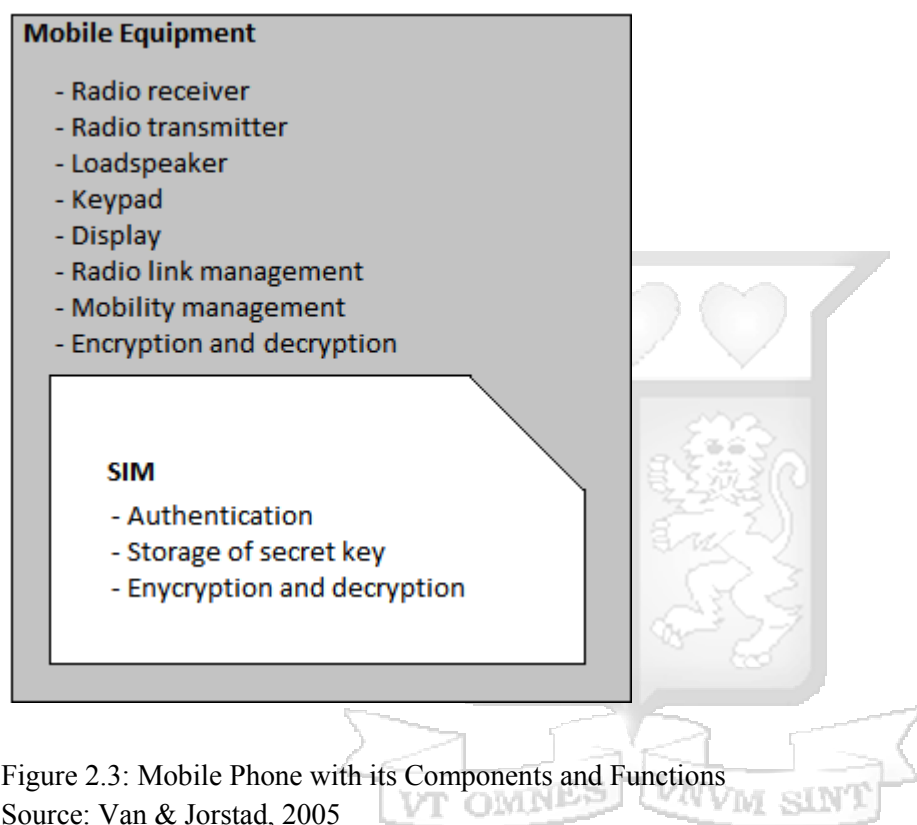 Mobile Equipment
- Radio receiver
- Radio transmitter
- Loadspeaker
- Keypad
- Display
- Radio link management
- Mobility management
- Encryption and decryption
SIM
- Authentication
- Storage of secret key
- Enycryption and decryption
Figure 2.3: Mobile Phone with its Components and Functions
Source: Van & Jorstad, 2005
VT OMNES VNVM SINT